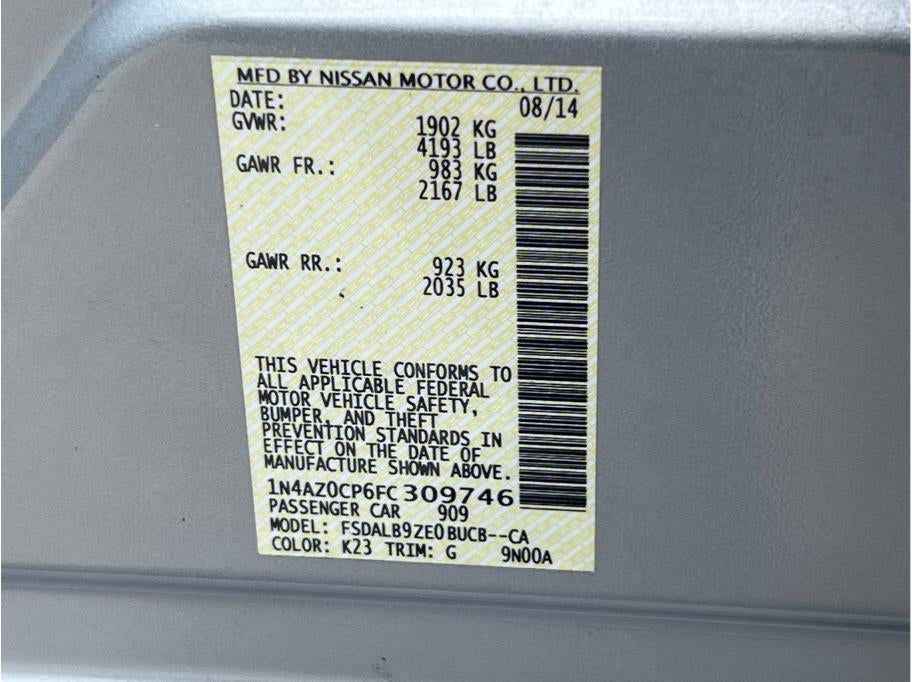 MFD BY NISSAN MOTOR CO., LTD.
DATE: 08/14
GVWR: 1902 KG
4193 LB
GAWR FR.: 983 KG
2167 LB
GAWR RR.: 923 KG
2035 LB
THIS VEHICLE CONFORMS TO
ALL APPLICABLE FEDERAL
MOTOR VEHICLE SAFETY,
BUMPER, AND THEFT
PREVENTION STANDARDS IN
EFFECT ON THE DATE OF
MANUFACTURE SHOWN ABOVE.
1N4AZ0CP6FC309746
PASSENGER CAR 909
MODEL: FSDALB9ZE0BUCB--CA
COLOR: K23 TRIM: G 9N00A